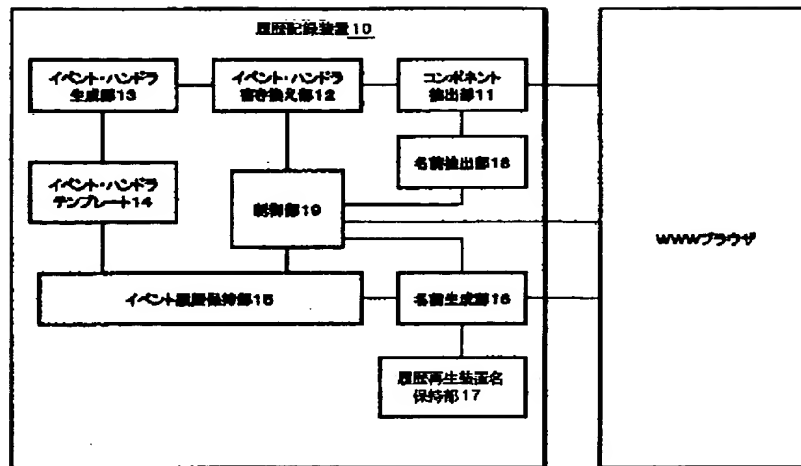 履歴記録装置10
イベント・ハンドラ
生成部13
イベント・ハンドラ
書き換え部12
コンポネント
抽出部11
名前抽出部18
イベント・ハンドラ
テンプレート14
制御部19
WWWブラウザ
イベント履歴保持部15
名前生成部16
履歴再生装置名
保持部17